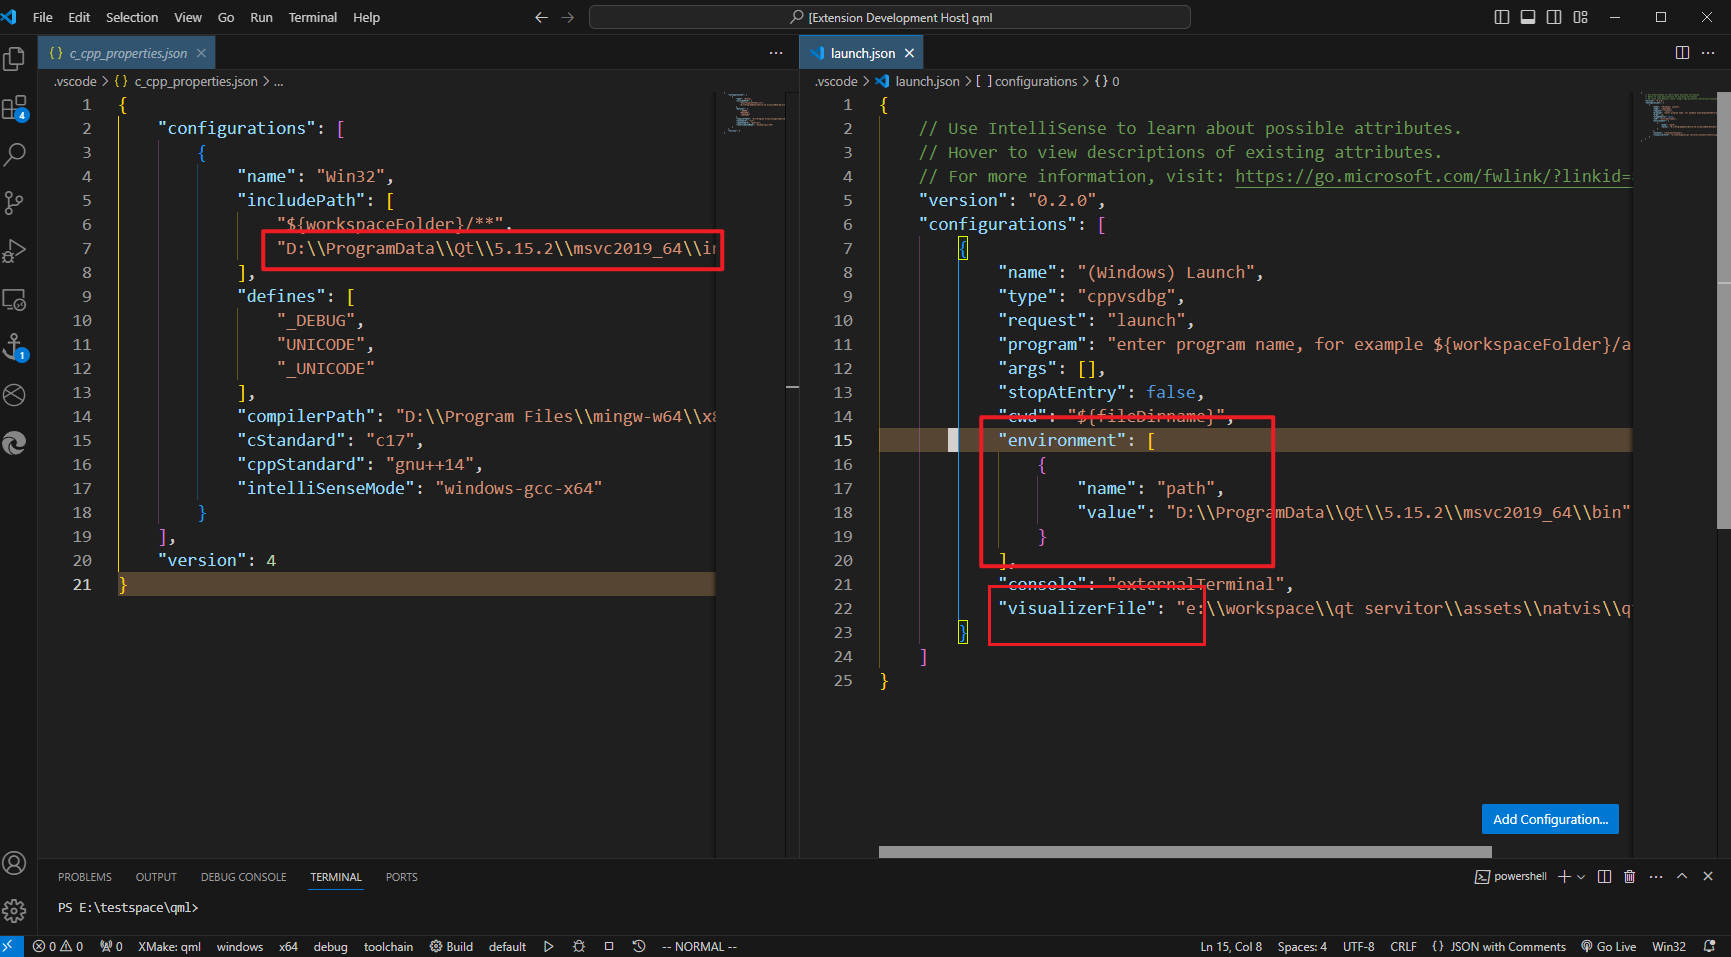 File Edit Selection View Go Run Terminal Help
[Extension Development Host] qml
{} c_cpp_properties.json
.vscode > {} c_cpp_properties.json > ...
1 {
2 "configurations": [
3 {
4 "name": "Win32",
5 "includePath": [
6 "${workspaceFolder}/**",
7 "D:\\ProgramData\\Qt\\5.15.2\\msvc2019_64\\in
8 ],
9 "defines": [
10 "_DEBUG",
11 "UNICODE",
12 "_UNICODE"
13 ],
14 "compilerPath": "D:\\Program Files\\mingw-w64\\x8
15 "cStandard": "c17",
16 "cppStandard": "gnu++14",
17 "intelliSenseMode": "windows-gcc-x64"
18 }
19 ],
20 "version": 4
21 }
launch.json
.vscode > launch.json > [ ] configurations > {} 0
1 {
2 // Use IntelliSense to learn about possible attributes.
3 // Hover to view descriptions of existing attributes.
4 // For more information, visit: https://go.microsoft.com/fwlink/?linkid=
5 "version": "0.2.0",
6 "configurations": [
7 {
8 "name": "(Windows) Launch",
9 "type": "cppvsdbg",
10 "request": "launch",
11 "program": "enter program name, for example ${workspaceFolder}/a
12 "args": [],
13 "stopAtEntry": false,
14 "cwd": "${fileDirname}",
15 "environment": [
16 {
17 "name": "path",
18 "value": "D:\\ProgramData\\Qt\\5.15.2\\msvc2019_64\\bin"
19 }
20 ],
21 "console": "externalTerminal",
22 "visualizerFile": "e:\\workspace\\qt servitor\\assets\\natvis\\q
23 }
24 ]
25 }
4
1
Add Configuration...
PROBLEMS OUTPUT DEBUG CONSOLE TERMINAL PORTS
powershell
PS E:\testspace\qml>
0 0 0 XMake: qml windows x64 debug toolchain Build default -- NORMAL -- Ln 15, Col 8 Spaces: 4 UTF-8 CRLF {} JSON with Comments Go Live Win32